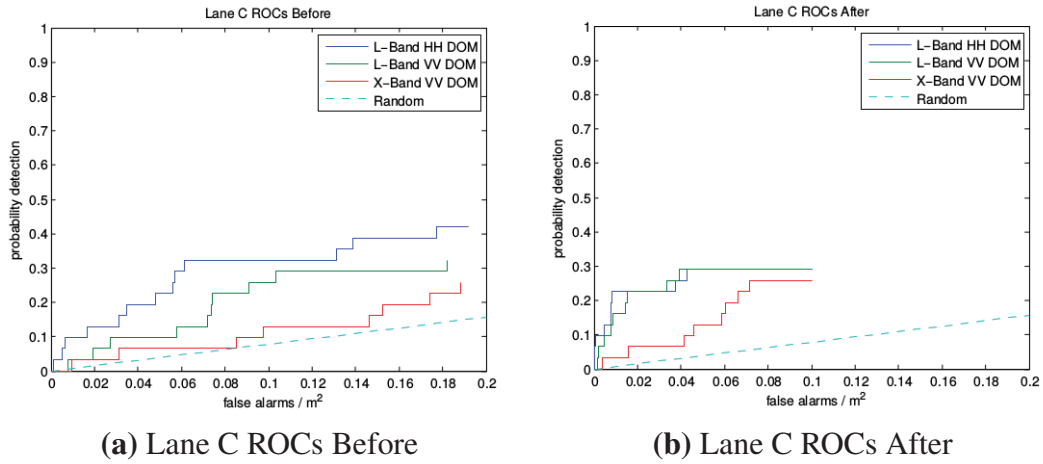 Lane C ROCs Before
L-Band HH DOM
L-Band VV DOM
X-Band VV DOM
Random
probability detection
1
0.9
0.8
0.7
0.6
0.5
0.4
0.3
0.2
0.1
0
0.02
0.04
0.06
0.08
0.1
0.12
0.14
0.16
0.18
0.2
false alarms / m²
(a) Lane C ROCs Before
Lane C ROCs After
L-Band HH DOM
L-Band VV DOM
X-Band VV DOM
Random
probability detection
1
0.9
0.8
0.7
0.6
0.5
0.4
0.3
0.2
0.1
0
0
0.02
0.04
0.06
0.08
0.1
0.12
0.14
0.16
0.18
0.2
false alarms / m²
(b) Lane C ROCs After